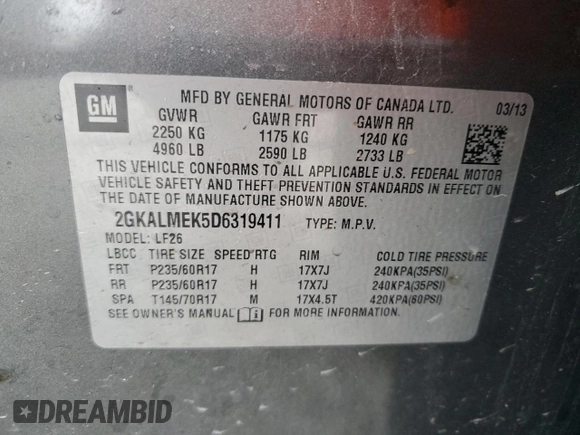 GM
MFD BY GENERAL MOTORS OF CANADA LTD. 03/13
GVWR GAWR FRT GAWR RR
2250 KG 1175 KG 1240 KG
4960 LB 2590 LB 2733 LB
THIS VEHICLE CONFORMS TO ALL APPLICABLE U.S. FEDERAL MOTOR
VEHICLE SAFETY AND THEFT PREVENTION STANDARDS IN EFFECT ON
THE DATE OF MANUFACTURE SHOWN ABOVE.
2GKALMEK5D6319411 TYPE: M.P.V.
MODEL: LF26
LBCC TIRE SIZE SPEED RTG RIM COLD TIRE PRESSURE
FRT P235/60R17 H 17X7J 240KPA(35PSI)
RR P235/60R17 H 17X7J 240KPA(35PSI)
SPA T145/70R17 M 17X4.5T 420KPA(60PSI)
SEE OWNER'S MANUAL i FOR MORE INFORMATION.
DREAMBID